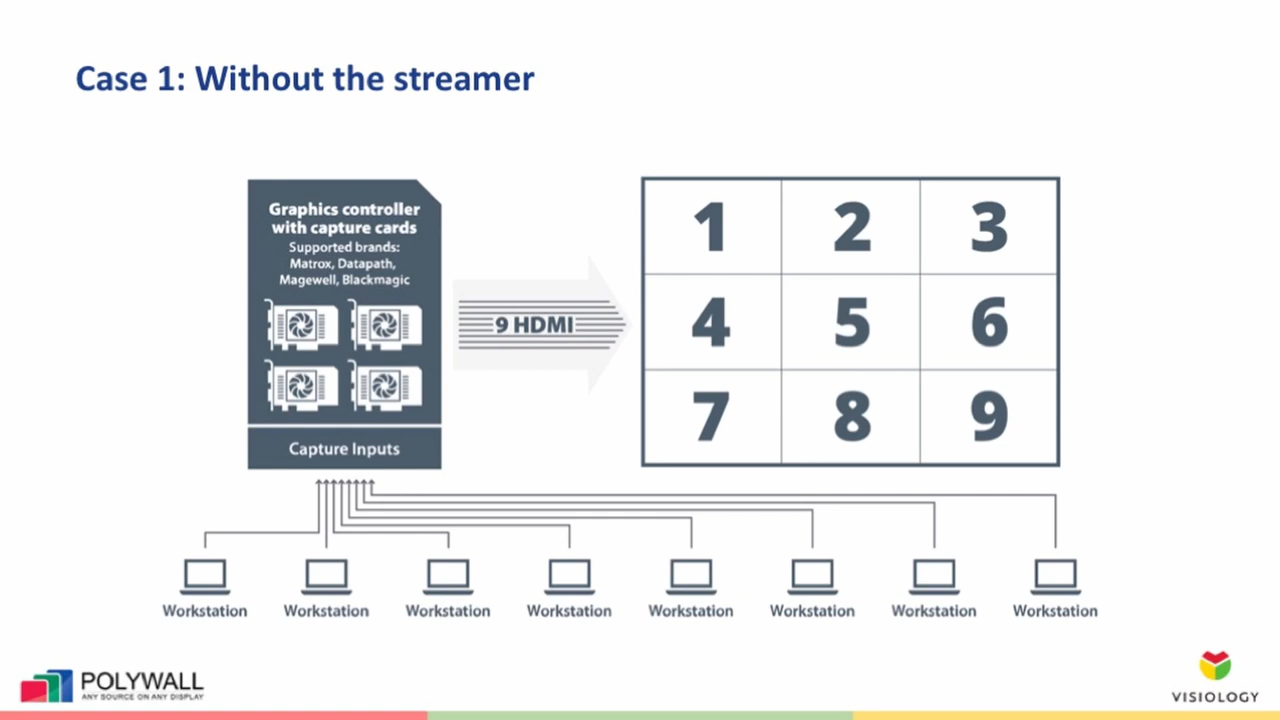 Case 1: Without the streamer
Graphics controller
with capture cards
Supported brands:
Matrox, Datapath,
Magewell, Blackmagic
Capture Inputs
9 HDMI
1 2 3
4 5 6
7 8 9
Workstation Workstation Workstation Workstation Workstation Workstation Workstation Workstation
POLYWALL
ANY SOURCE ON ANY DISPLAY
VISIOLOGY